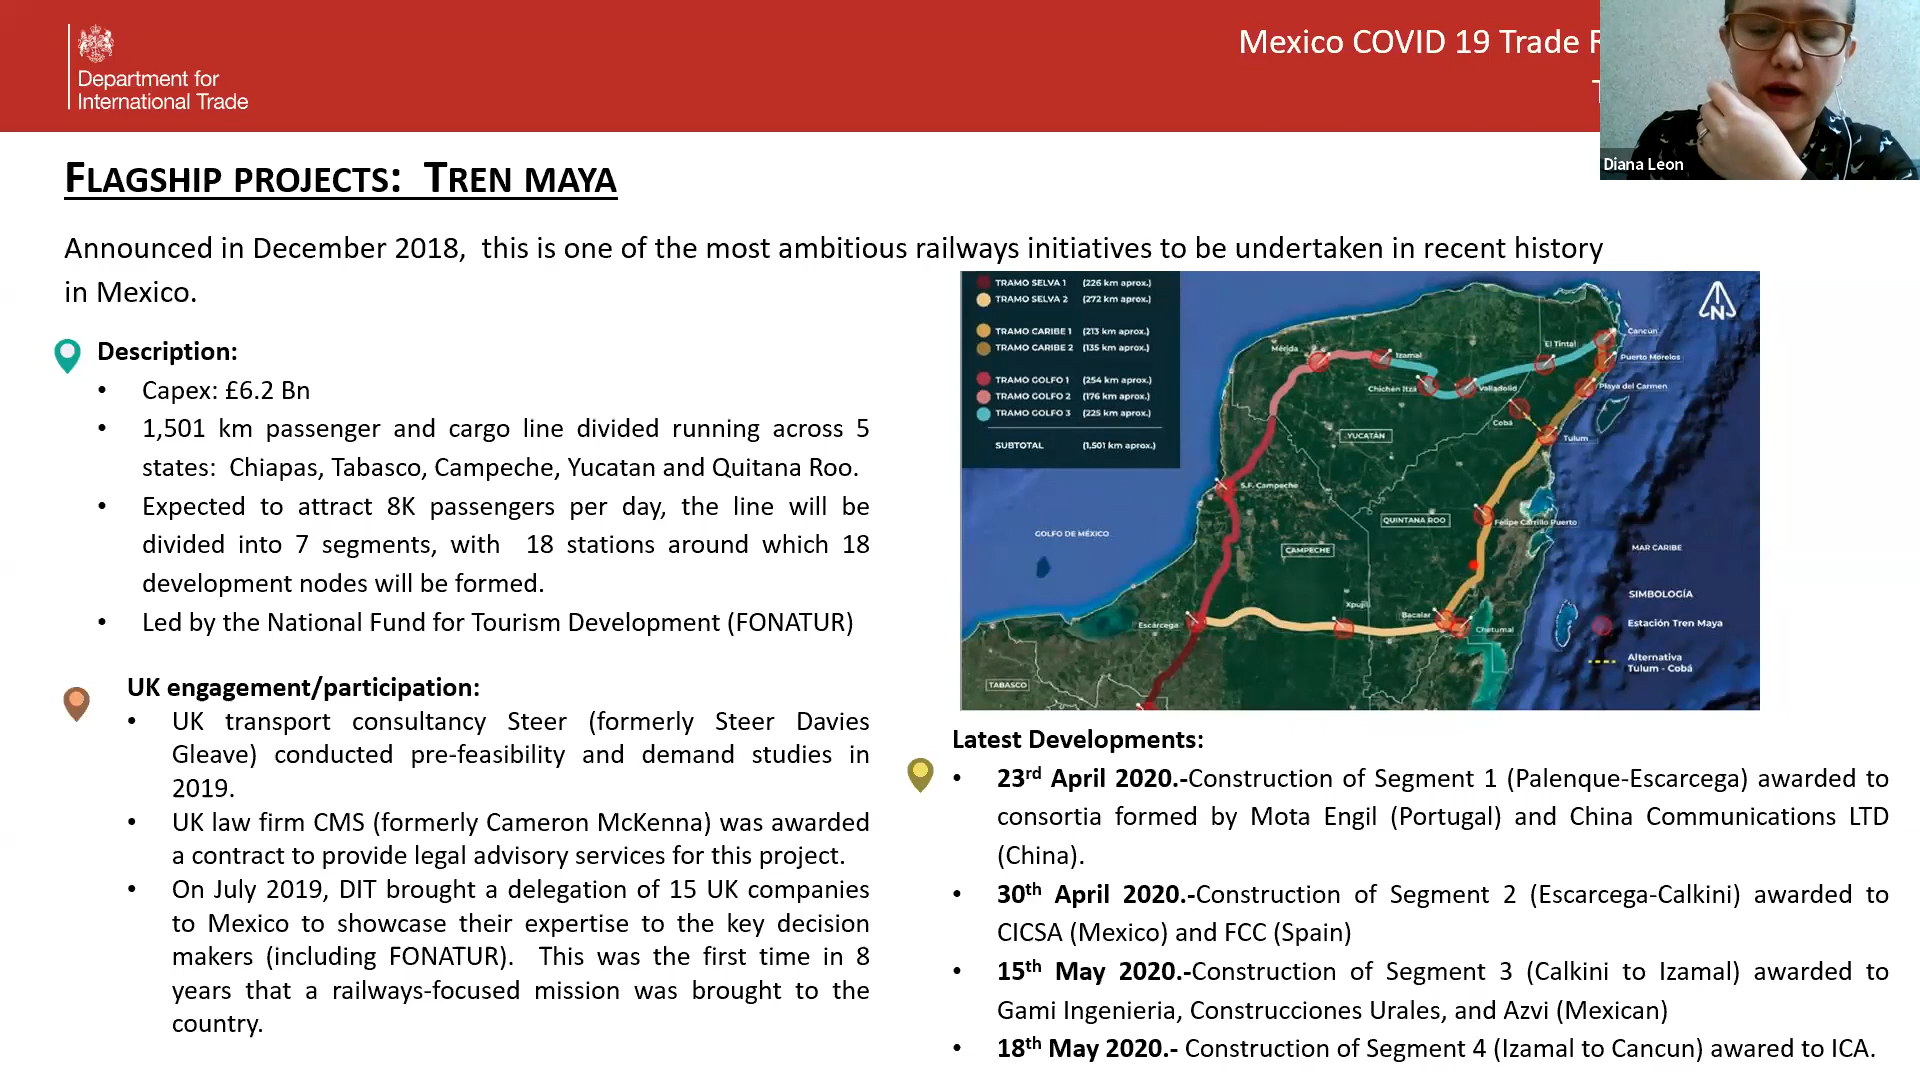 Department for
International Trade
Mexico COVID 19 Trade
Diana Leon
FLAGSHIP PROJECTS: TREN MAYA
Announced in December 2018, this is one of the most ambitious railways initiatives to be undertaken in recent history
in Mexico.
Description:
• Capex: £6.2 Bn
• 1,501 km passenger and cargo line divided running across 5
states: Chiapas, Tabasco, Campeche, Yucatan and Quitana Roo.
• Expected to attract 8K passengers per day, the line will be
divided into 7 segments, with 18 stations around which 18
development nodes will be formed.
• Led by the National Fund for Tourism Development (FONATUR)
UK engagement/participation:
• UK transport consultancy Steer (formerly Steer Davies
Gleave) conducted pre-feasibility and demand studies in
2019.
• UK law firm CMS (formerly Cameron McKenna) was awarded
a contract to provide legal advisory services for this project.
• On July 2019, DIT brought a delegation of 15 UK companies
to Mexico to showcase their expertise to the key decision
makers (including FONATUR). This was the first time in 8
years that a railways-focused mission was brought to the
country.
TRAMO SELVA 1 (226 km aprox.)
TRAMO SELVA 2 (272 km aprox.)
TRAMO CARIBE 1 (213 km aprox.)
TRAMO CARIBE 2 (135 km aprox.)
TRAMO GOLFO 1 (254 km aprox.)
TRAMO GOLFO 2 (176 km aprox.)
TRAMO GOLFO 3 (225 km aprox.)
SUBTOTAL (1,501 km aprox.)
N
Cancún
El Tintal
Mérida
Izamal
Puerto Morelos
Chichén Itzá
Valladolid
Playa del Carmen
Cobá
Tulum
YUCATÁN
S.F. Campeche
QUINTANA ROO
Felipe Carrillo Puerto
GOLFO DE MÉXICO
CAMPECHE
MAR CARIBE
SIMBOLOGÍA
Xpujil
Bacalar
Estación Tren Maya
Escárcega
Chetumal
Alternativa
Tulum - Cobá
TABASCO
Latest Developments:
• 23rd April 2020.-Construction of Segment 1 (Palenque-Escarcega) awarded to
consortia formed by Mota Engil (Portugal) and China Communications LTD
(China).
• 30th April 2020.-Construction of Segment 2 (Escarcega-Calkini) awarded to
CICSA (Mexico) and FCC (Spain)
• 15th May 2020.-Construction of Segment 3 (Calkini to Izamal) awarded to
Gami Ingenieria, Construcciones Urales, and Azvi (Mexican)
• 18th May 2020.- Construction of Segment 4 (Izamal to Cancun) awared to ICA.